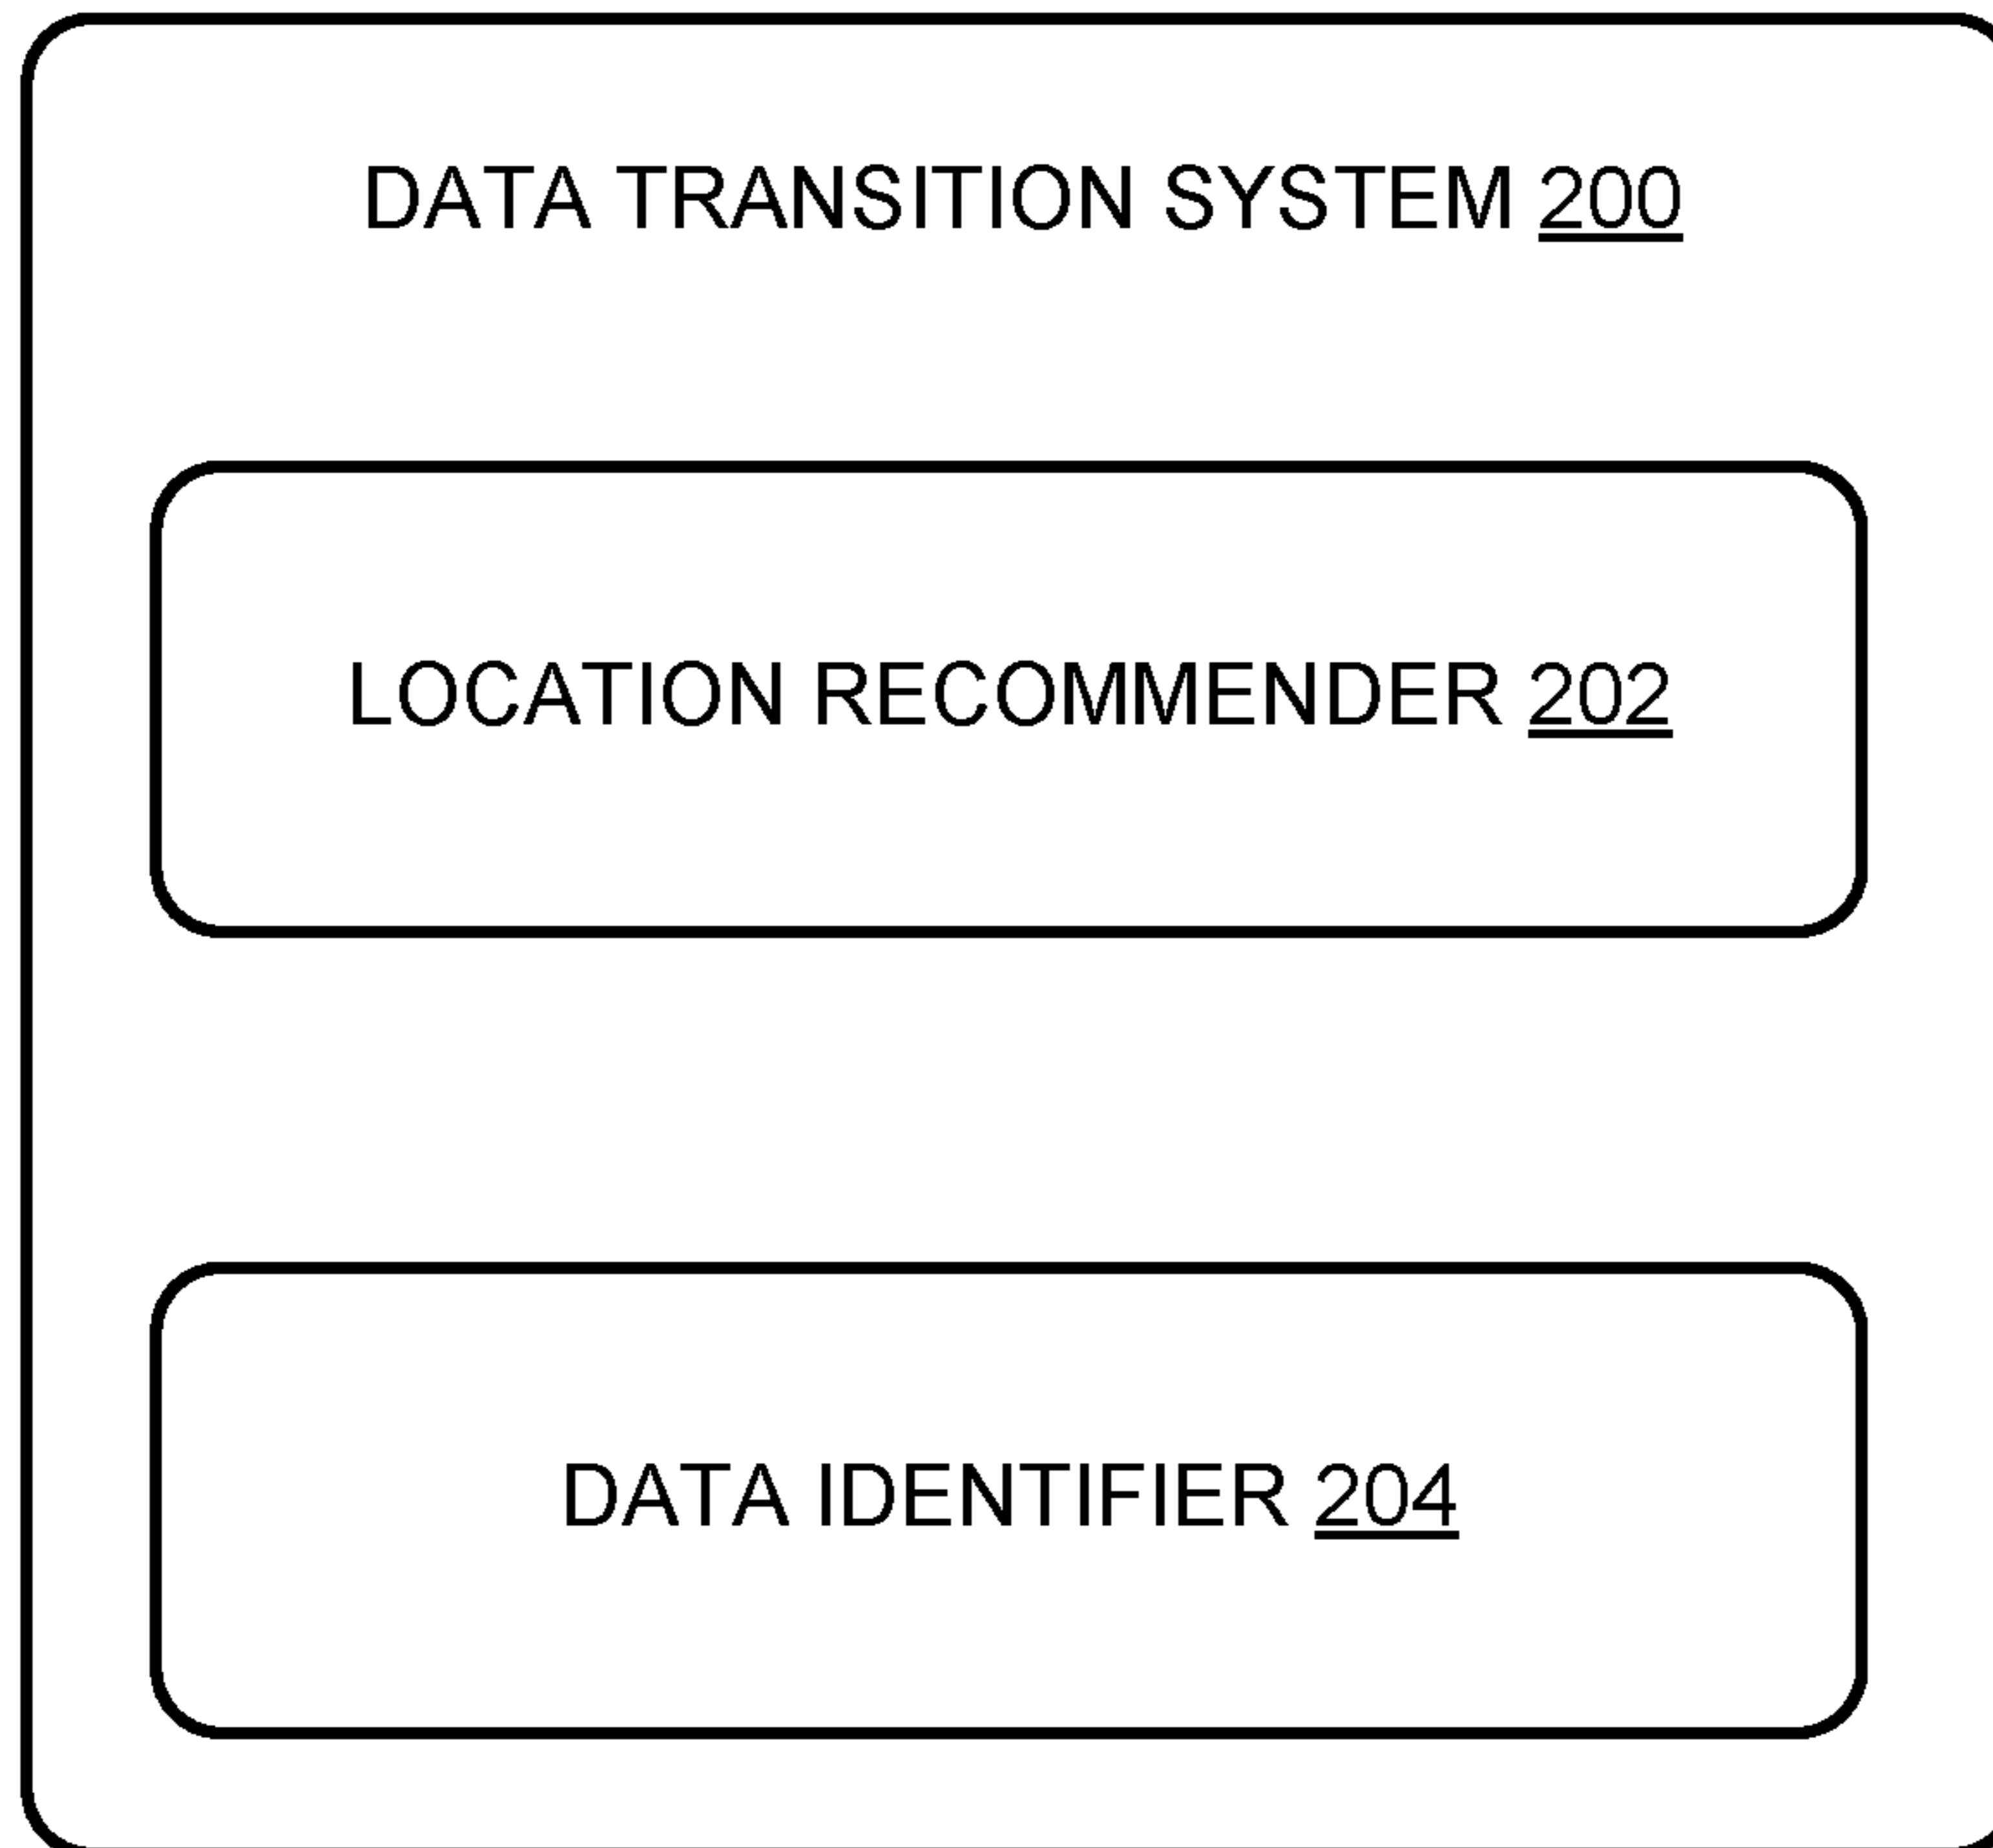 DATA TRANSITION SYSTEM 200
LOCATION RECOMMENDER 202
DATA IDENTIFIER 204